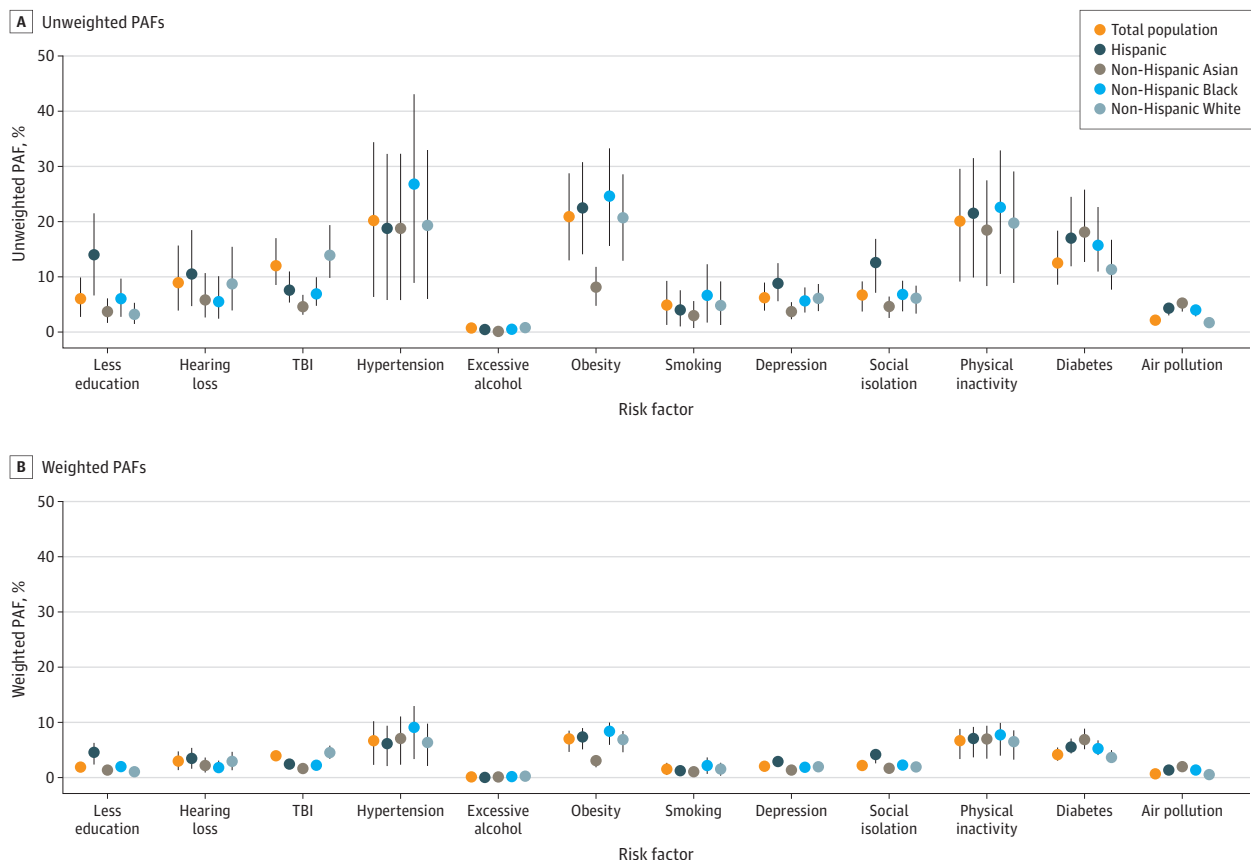 A Unweighted PAFs
Total population
Hispanic
Non-Hispanic Asian
Non-Hispanic Black
Non-Hispanic White
50
40
30
20
10
0
Unweighted PAF, %
Less education
Hearing loss
TBI
Hypertension
Excessive alcohol
Obesity
Smoking
Depression
Social isolation
Physical inactivity
Diabetes
Air pollution
Risk factor
B Weighted PAFs
50
40
30
20
10
0
Weighted PAF, %
Less education
Hearing loss
TBI
Hypertension
Excessive alcohol
Obesity
Smoking
Depression
Social isolation
Physical inactivity
Diabetes
Air pollution
Risk factor